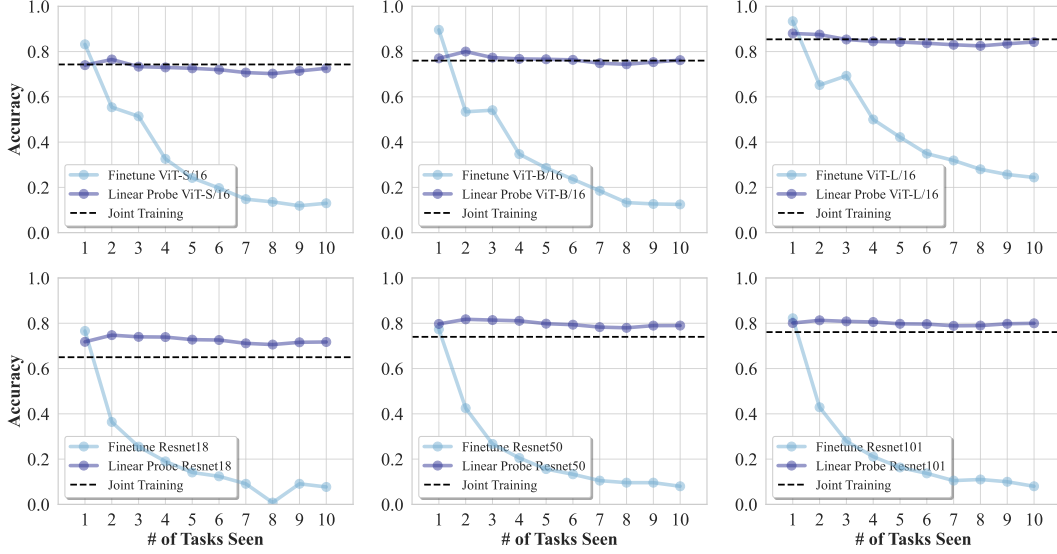 Accuracy
1.0
0.8
0.6
0.4
0.2
0.0
Finetune ViT-S/16
Linear Probe ViT-S/16
Joint Training
1 2 3 4 5 6 7 8 9 10
1.0
0.8
0.6
0.4
0.2
0.0
Finetune ViT-B/16
Linear Probe ViT-B/16
Joint Training
1 2 3 4 5 6 7 8 9 10
1.0
0.8
0.6
0.4
0.2
0.0
Finetune ViT-L/16
Linear Probe ViT-L/16
Joint Training
1 2 3 4 5 6 7 8 9 10
Accuracy
1.0
0.8
0.6
0.4
0.2
0.0
Finetune Resnet18
Linear Probe Resnet18
Joint Training
1 2 3 4 5 6 7 8 9 10
# of Tasks Seen
1.0
0.8
0.6
0.4
0.2
0.0
Finetune Resnet50
Linear Probe Resnet50
Joint Training
1 2 3 4 5 6 7 8 9 10
# of Tasks Seen
1.0
0.8
0.6
0.4
0.2
0.0
Finetune Resnet101
Linear Probe Resnet101
Joint Training
1 2 3 4 5 6 7 8 9 10
# of Tasks Seen